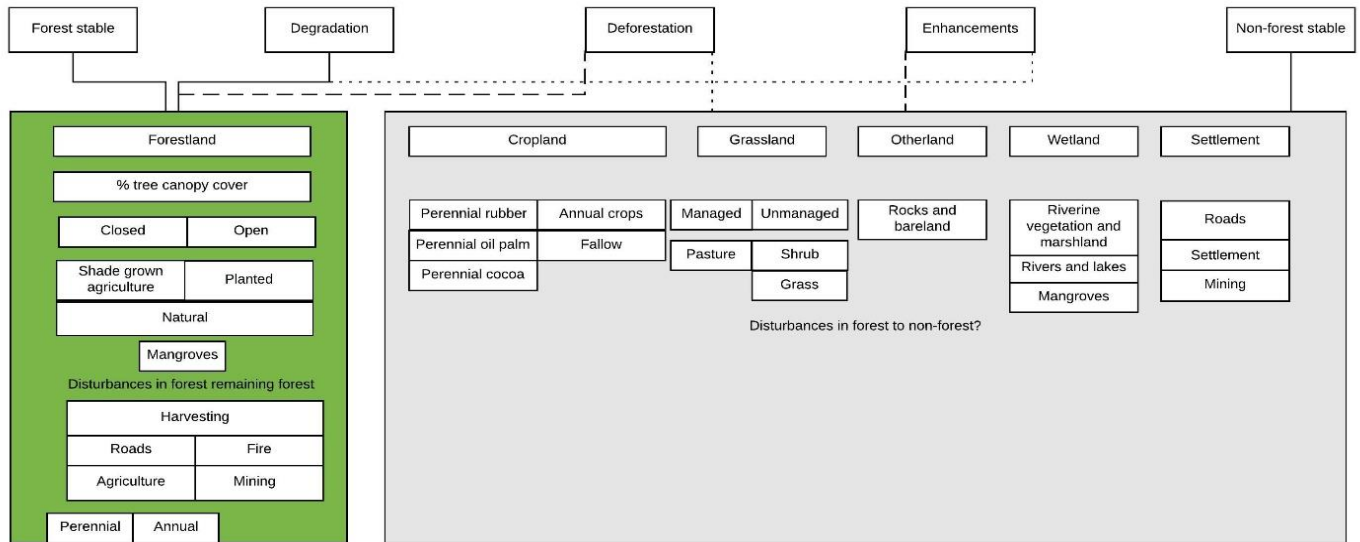 Forest stable
Degradation
Deforestation
Enhancements
Non-forest stable
Forestland
% tree canopy cover
Closed
Open
Shade grown
agriculture
Planted
Natural
Mangroves
Disturbances in forest remaining forest
Harvesting
Roads
Fire
Agriculture
Mining
Perennial
Annual
Cropland
Grassland
Otherland
Wetland
Settlement
Perennial rubber
Annual crops
Perennial oil palm
Fallow
Perennial cocoa
Managed
Unmanaged
Pasture
Shrub
Grass
Rocks and
bareland
Riverine
vegetation and
marshland
Rivers and lakes
Mangroves
Roads
Settlement
Mining
Disturbances in forest to non-forest?